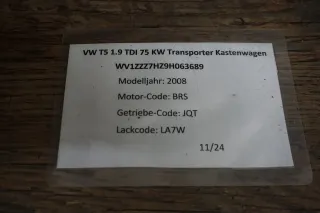 VW T5 1.9 TDI 75 KW Transporter Kastenwagen
WV1ZZZ7HZ9H063689
Modelljahr: 2008
Motor-Code: BRS
Getriebe-Code: JQT
Lackcode: LA7W
11/24